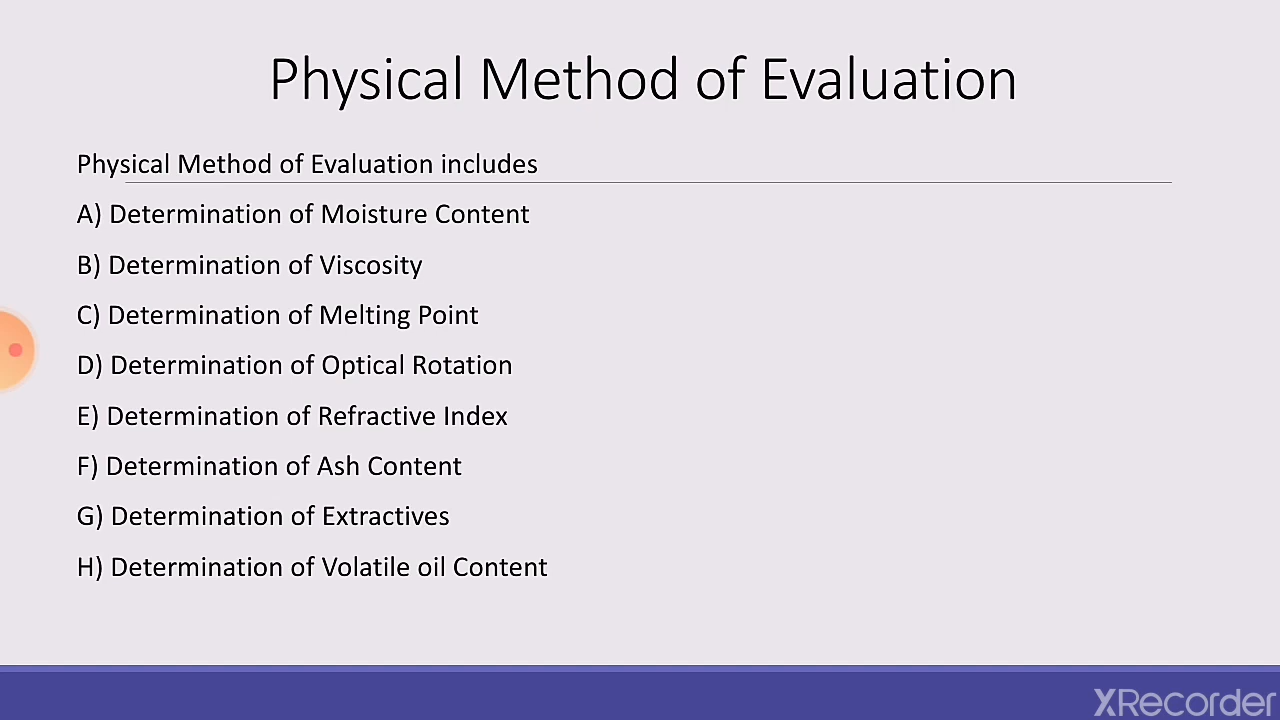 Physical Method of Evaluation
Physical Method of Evaluation includes
A) Determination of Moisture Content
B) Determination of Viscosity
C) Determination of Melting Point
D) Determination of Optical Rotation
E) Determination of Refractive Index
F) Determination of Ash Content
G) Determination of Extractives
H) Determination of Volatile oil Content
XRecorder